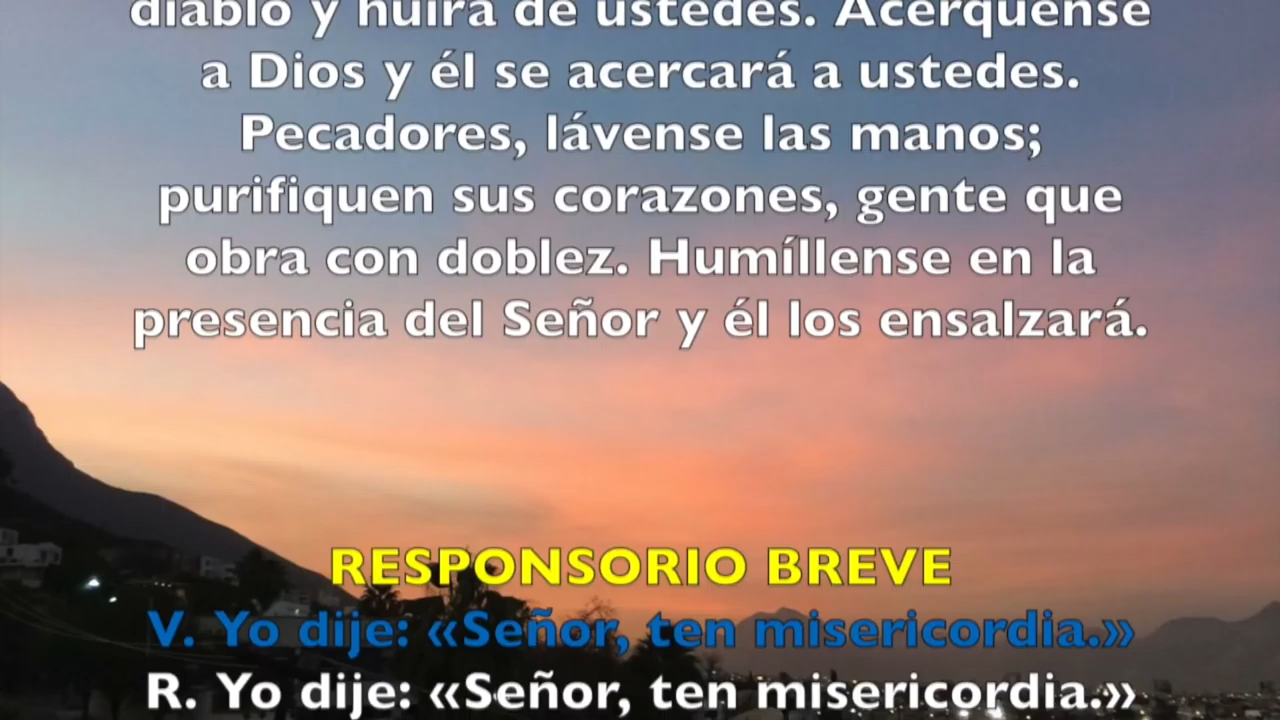 diablo y huirá de ustedes. Acérquense
a Dios y él se acercará a ustedes.
Pecadores, lávense las manos;
purifiquen sus corazones, gente que
obra con doblez. Humíllense en la
presencia del Señor y él los ensalzará.
RESPONSORIO BREVE
V. Yo dije: «Señor, ten misericordia.»
R. Yo dije: «Señor, ten misericordia.»